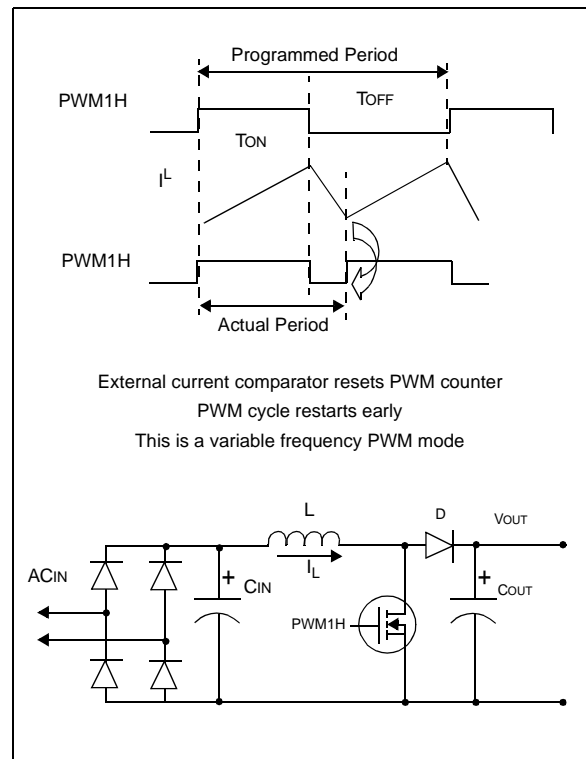 Programmed Period
PWM1H
TOFF
TON
IL
PWM1H
Actual Period
External current comparator resets PWM counter
PWM cycle restarts early
This is a variable frequency PWM mode
L
D
VOUT
ACIN
+
CIN
IL
+
COUT
PWM1H